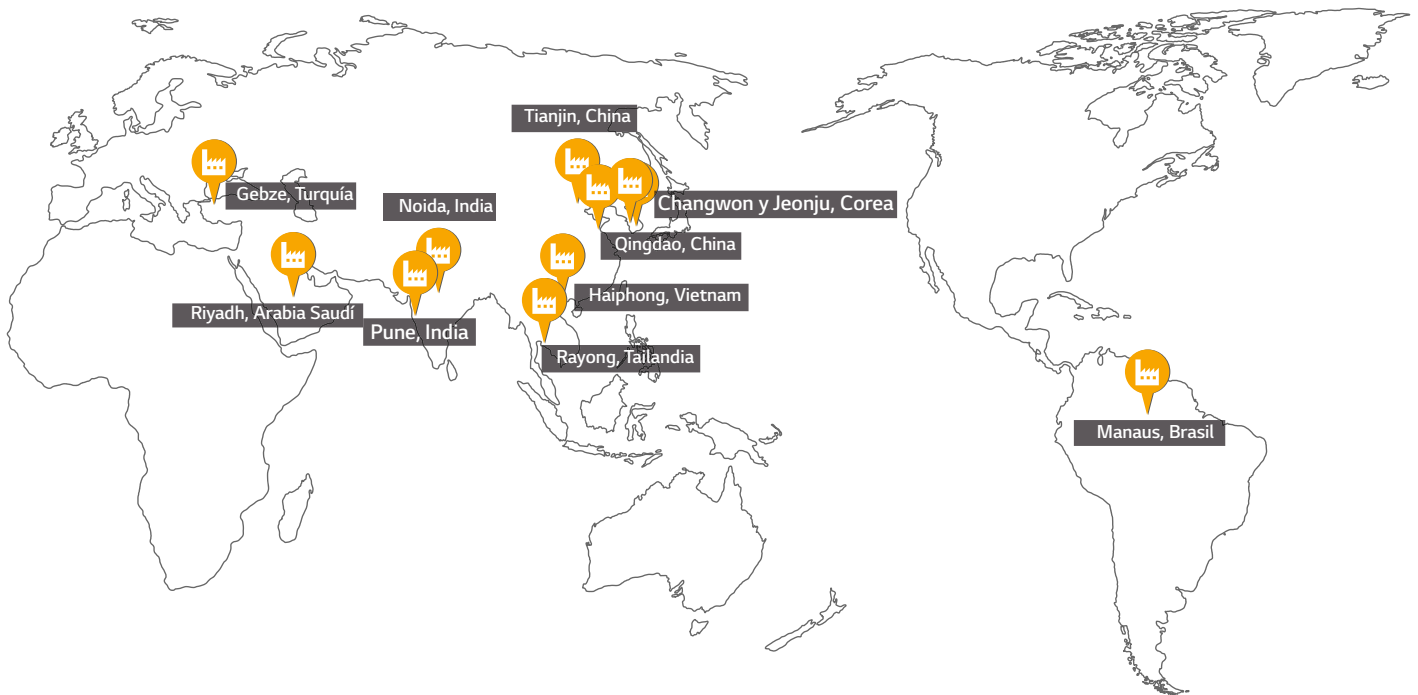 Tianjin, China
Gebze, Turquía
Noida, India
Changwon y Jeonju, Corea
Qingdao, China
Haiphong, Vietnam
Riyadh, Arabia Saudí
Pune, India
Rayong, Tailandia
Manaus, Brasil